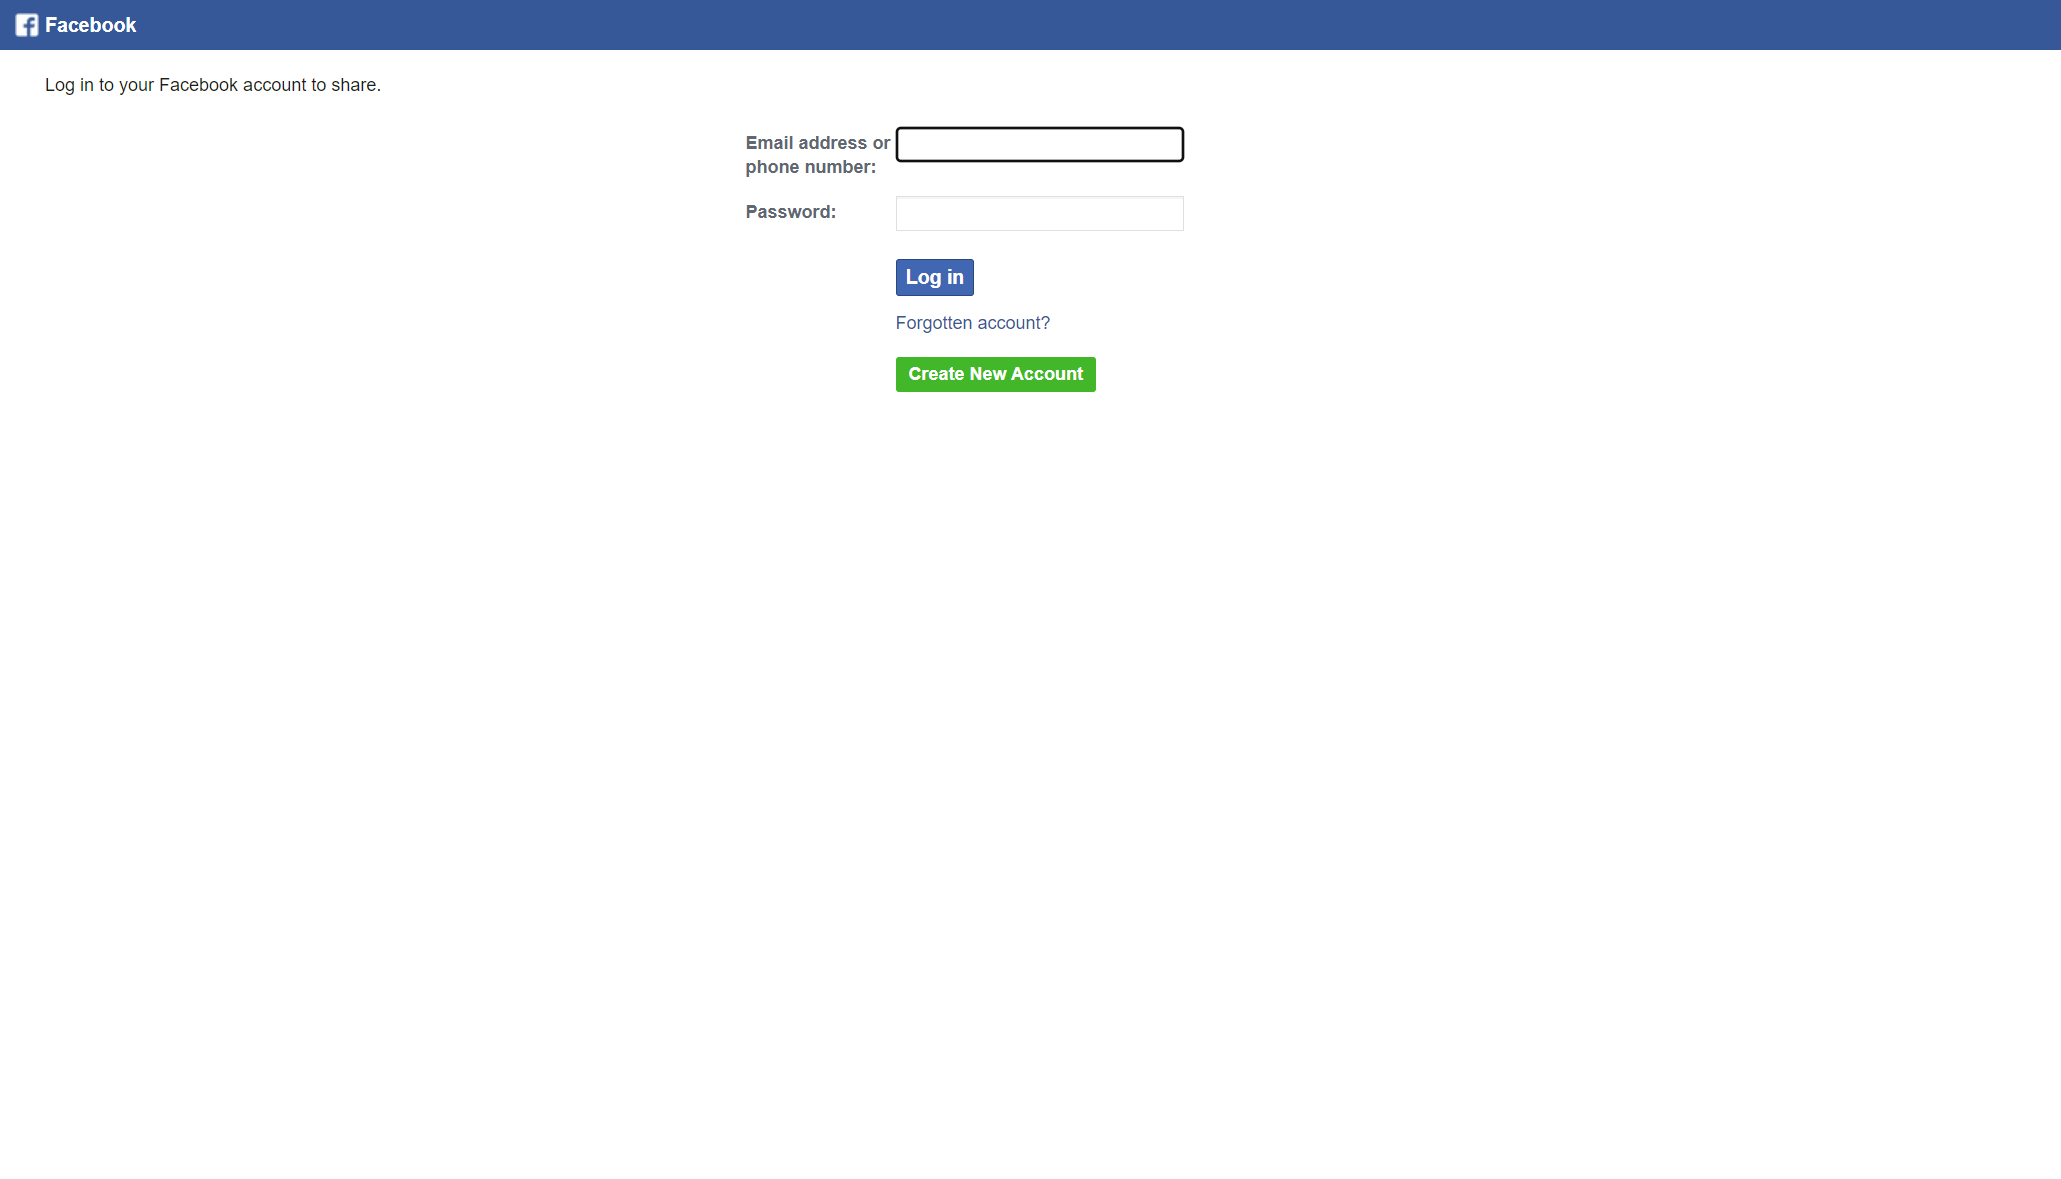 Facebook
Log in to your Facebook account to share.
Email address or
phone number:
Password:
Log in
Forgotten account?
Create New Account